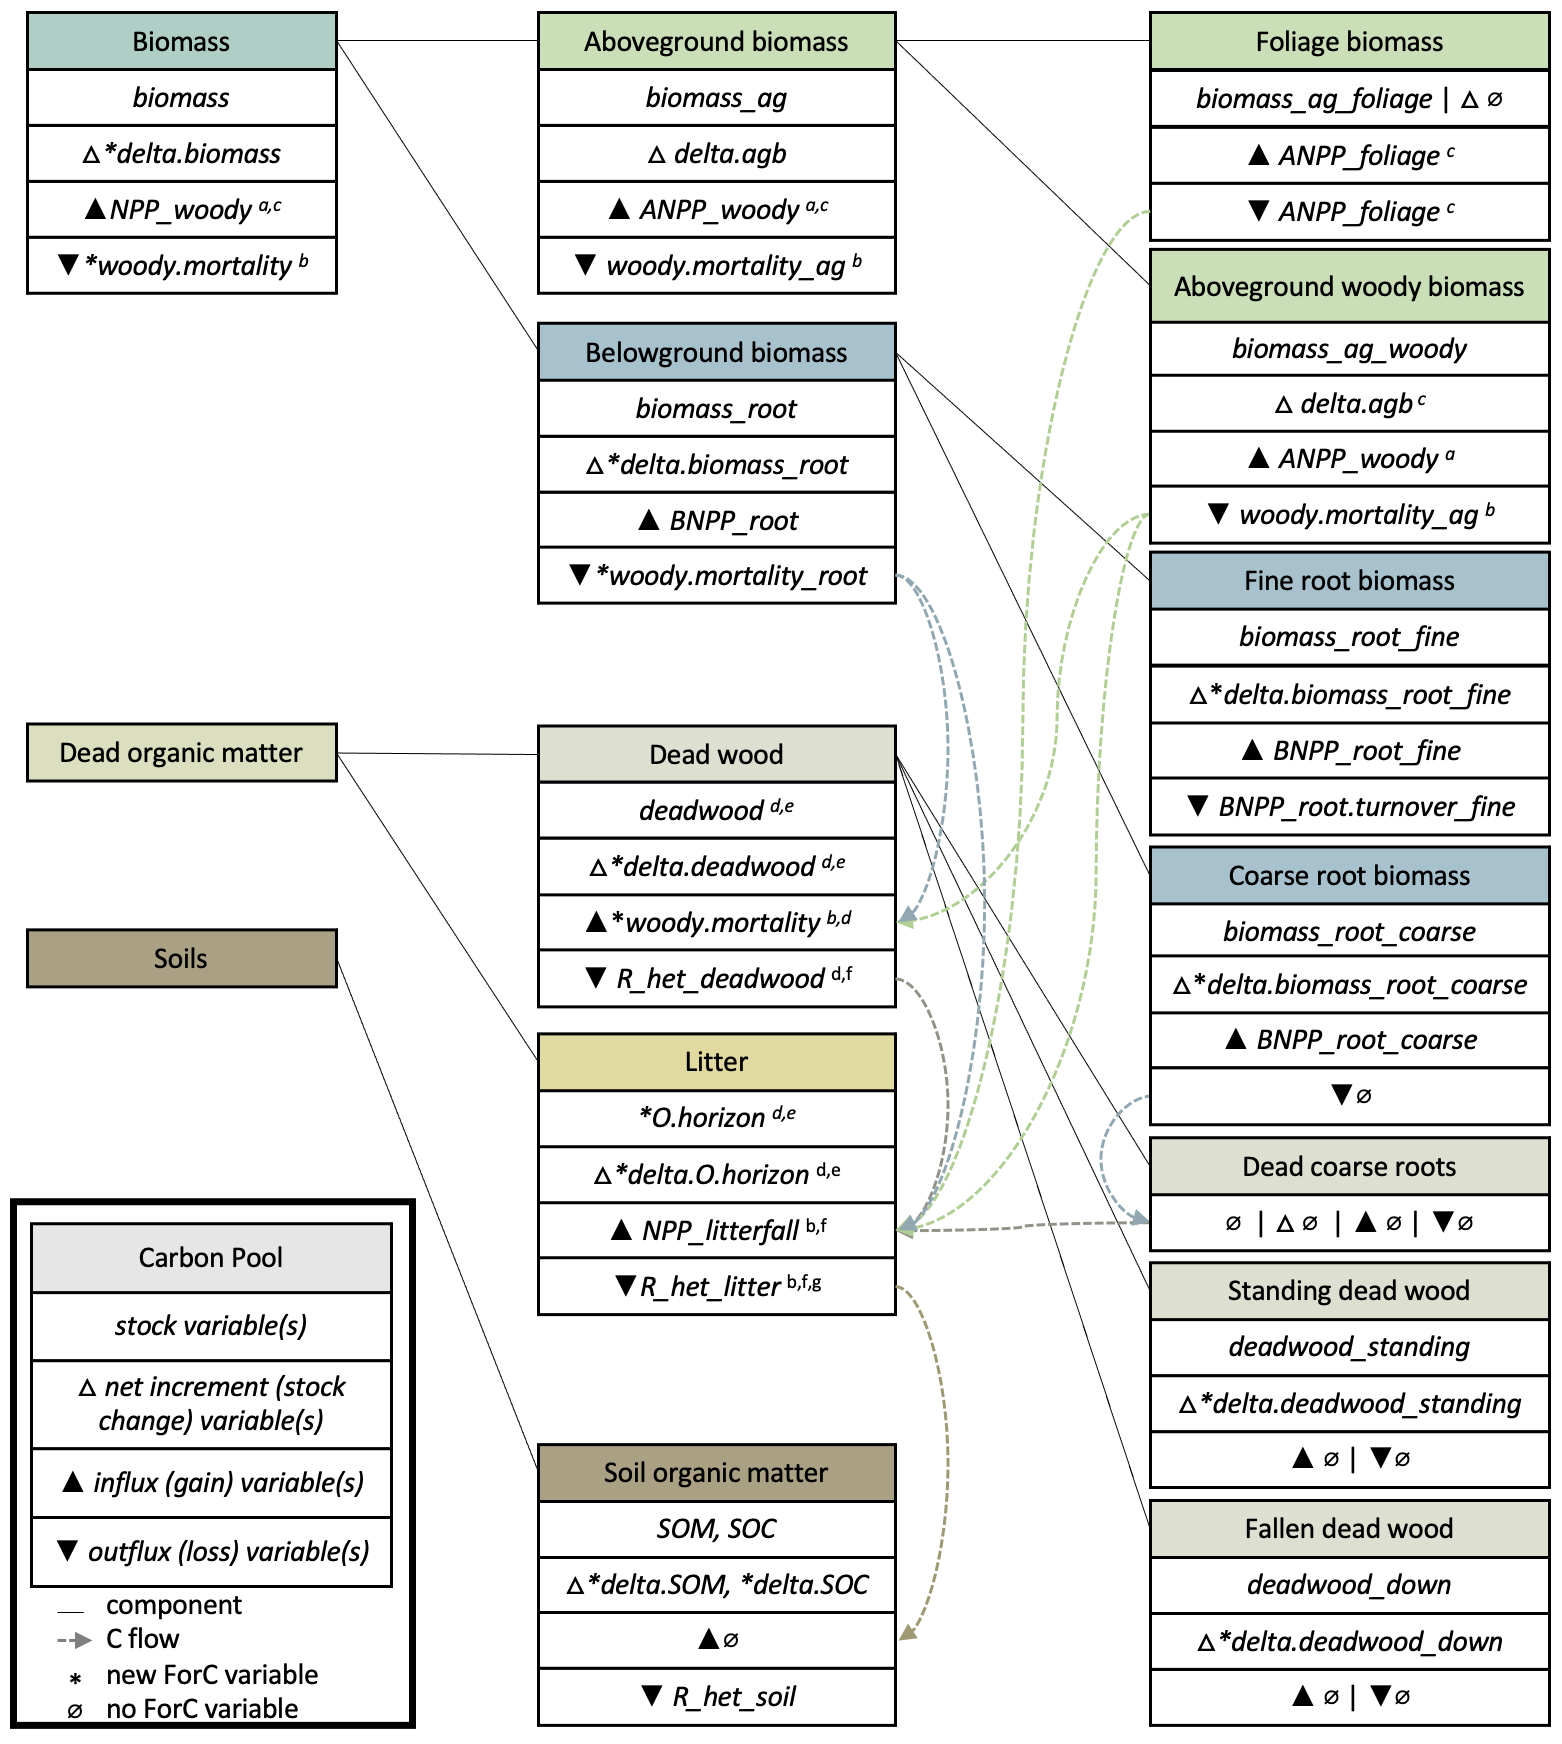 Biomass
biomass
△*delta.biomass
▲NPP_woody a,c
▼*woody.mortality b
Aboveground biomass
biomass_ag
△ delta.agb
▲ ANPP_woody a,c
▼ woody.mortality_ag b
Belowground biomass
biomass_root
△*delta.biomass_root
▲ BNPP_root
▼*woody.mortality_root
Foliage biomass
biomass_ag_foliage | △ ∅
▲ ANPP_foliage c
▼ ANPP_foliage c
Aboveground woody biomass
biomass_ag_woody
△ delta.agb c
▲ ANPP_woody a
▼ woody.mortality_ag b
Fine root biomass
biomass_root_fine
△*delta.biomass_root_fine
▲ BNPP_root_fine
▼ BNPP_root.turnover_fine
Coarse root biomass
biomass_root_coarse
△*delta.biomass_root_coarse
▲ BNPP_root_coarse
▼∅
Dead organic matter
Dead wood
deadwood d,e
△*delta.deadwood d,e
▲*woody.mortality b,d
▼ R_het_deadwood d,f
Litter
*O.horizon d,e
△*delta.O.horizon d,e
▲ NPP_litterfall b,f
▼R_het_litter b,f,g
Dead coarse roots
∅ | △ ∅ | ▲ ∅ | ▼∅
Standing dead wood
deadwood_standing
△*delta.deadwood_standing
▲ ∅ | ▼∅
Fallen dead wood
deadwood_down
△*delta.deadwood_down
▲ ∅ | ▼∅
Soils
Soil organic matter
SOM, SOC
△*delta.SOM, *delta.SOC
▲∅
▼ R_het_soil
Carbon Pool
stock variable(s)
△ net increment (stock
change) variable(s)
▲ influx (gain) variable(s)
▼ outflux (loss) variable(s)
component
C flow
* new ForC variable
∅ no ForC variable